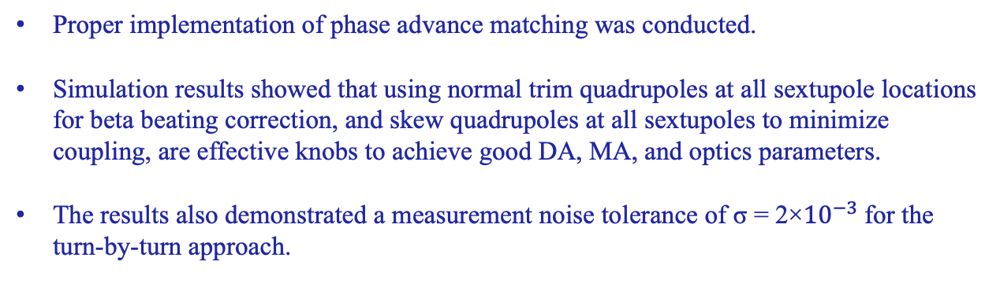 • Proper implementation of phase advance matching was conducted.
• Simulation results showed that using normal trim quadrupoles at all sextupole locations
for beta beating correction, and skew quadrupoles at all sextupoles to minimize
coupling, are effective knobs to achieve good DA, MA, and optics parameters.
• The results also demonstrated a measurement noise tolerance of σ = 2×10⁻³ for the
turn-by-turn approach.